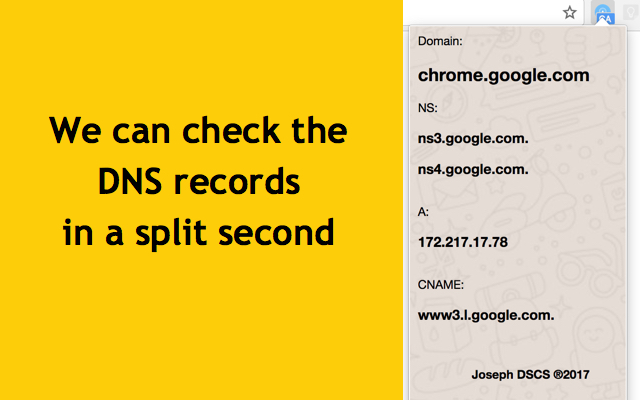 We can check the
DNS records
in a split second
Domain:
chrome.google.com
NS:
ns3.google.com.
ns4.google.com.
A:
172.217.17.78
CNAME:
www3.l.google.com.
Joseph DSCS ®2017